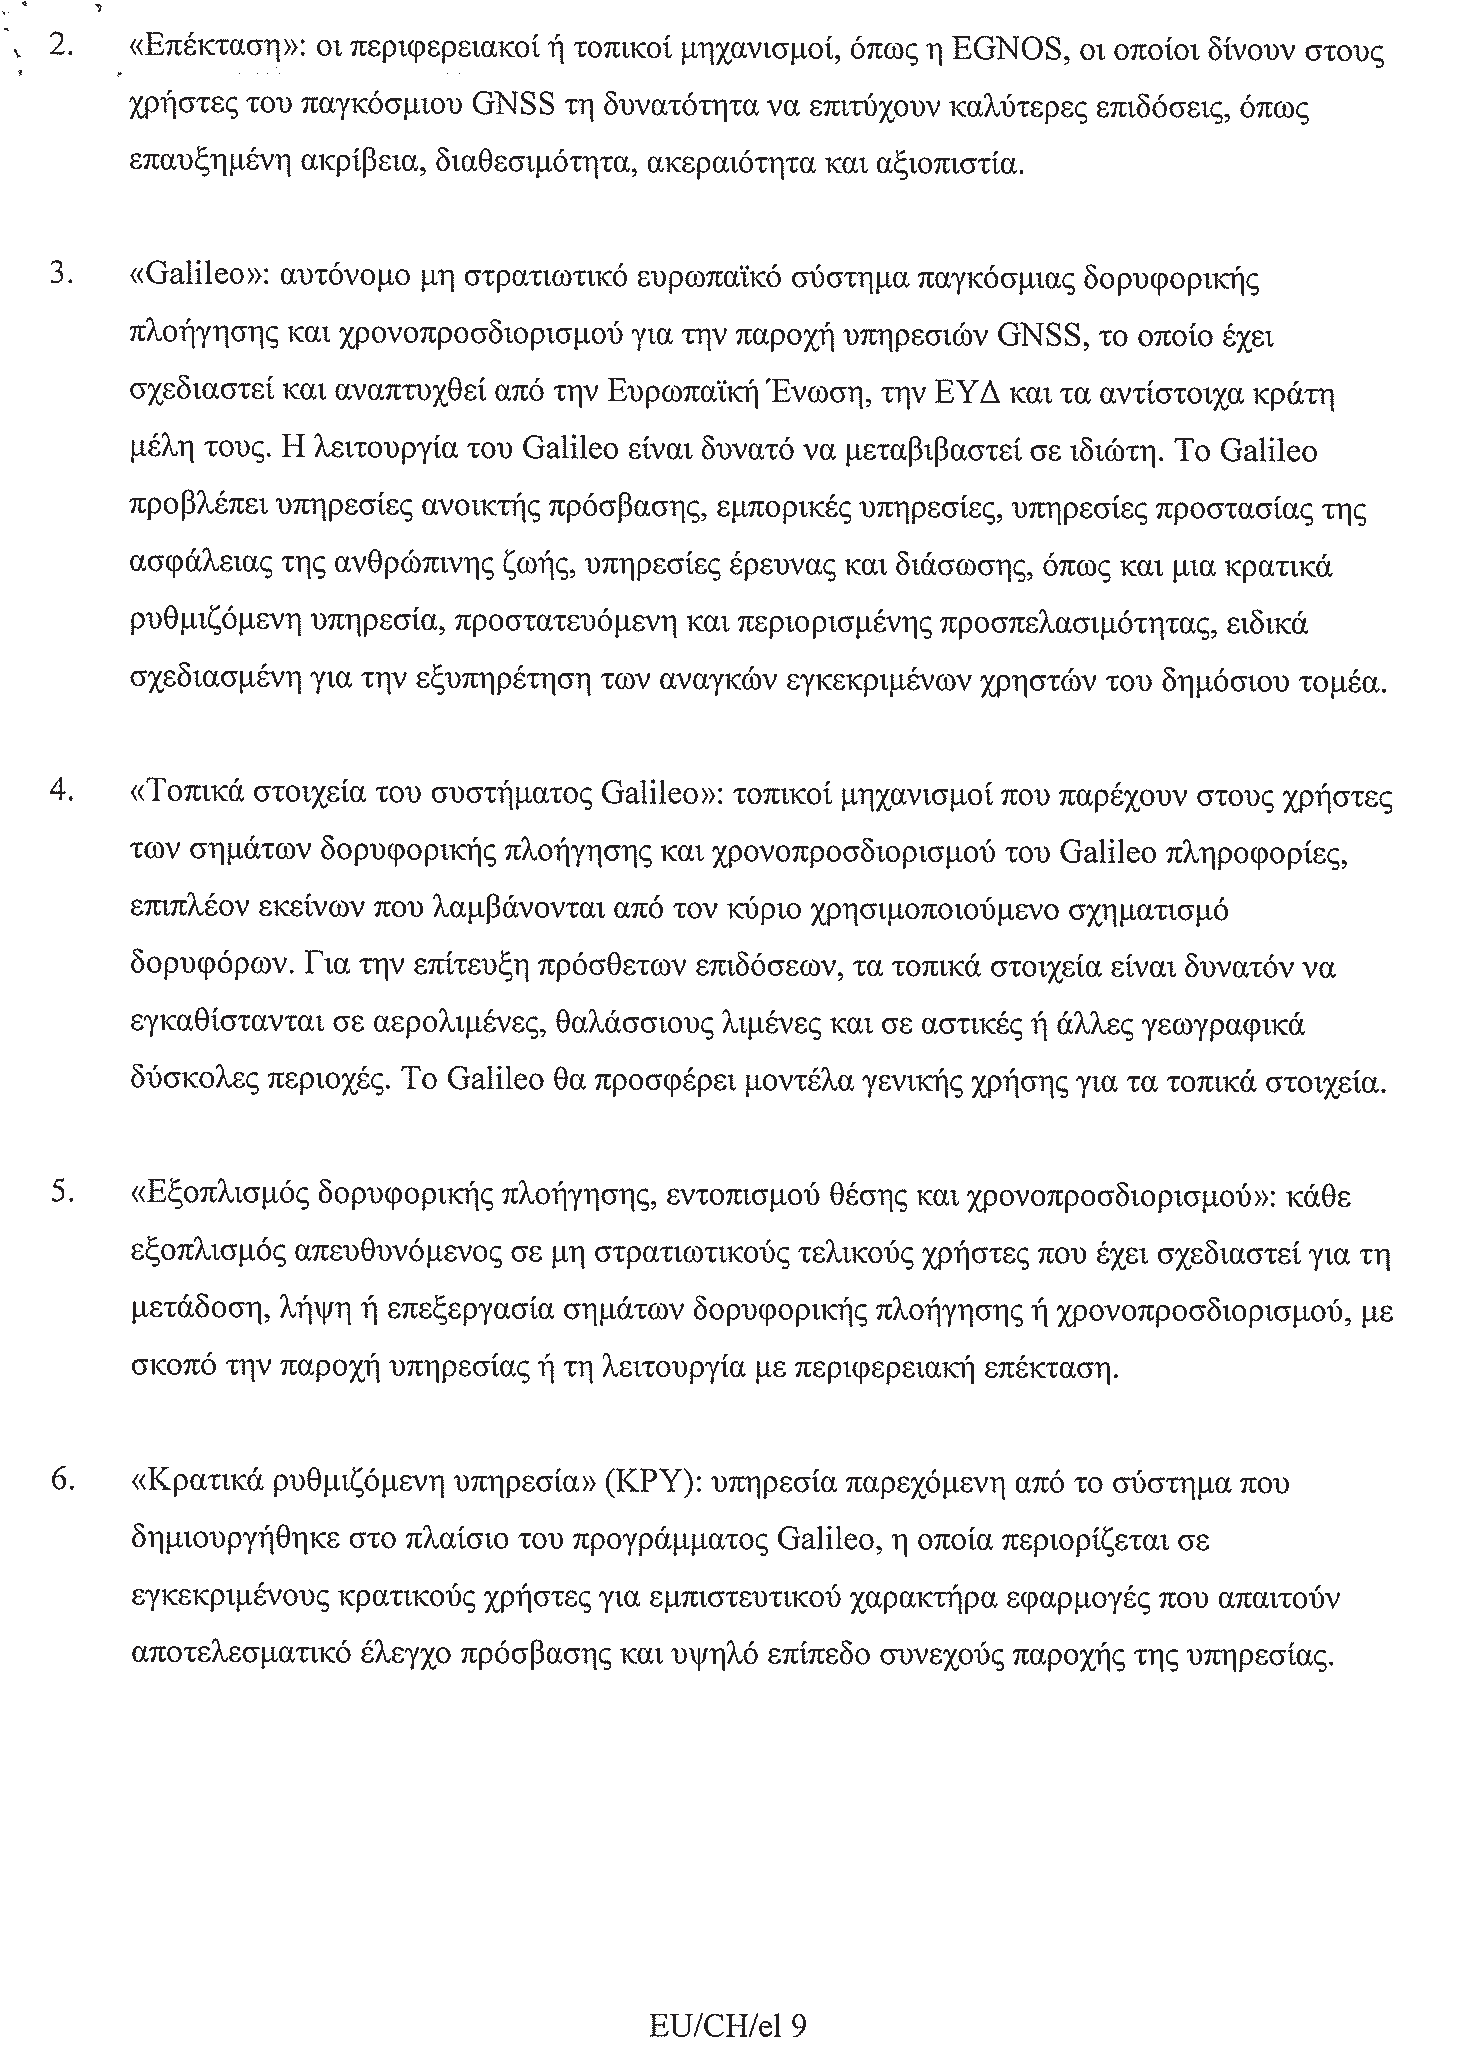 2. «Επέκταση»: οι περιφερειακοί ή τοπικοί μηχανισμοί, όπως η EGNOS, οι οποίοι δίνουν στους
χρήστες του παγκόσμιου GNSS τη δυνατότητα να επιτύχουν καλύτερες επιδόσεις, όπως
επαυξημένη ακρίβεια, διαθεσιμότητα, ακεραιότητα και αξιοπιστία.
3. «Galileo»: αυτόνομο μη στρατιωτικό ευρωπαϊκό σύστημα παγκόσμιας δορυφορικής
πλοήγησης και χρονοπροσδιορισμού για την παροχή υπηρεσιών GNSS, το οποίο έχει
σχεδιαστεί και αναπτυχθεί από την Ευρωπαϊκή Ένωση, την ΕΥΔ και τα αντίστοιχα κράτη
μέλη τους. Η λειτουργία του Galileo είναι δυνατό να μεταβιβαστεί σε ιδιώτη. Το Galileo
προβλέπει υπηρεσίες ανοικτής πρόσβασης, εμπορικές υπηρεσίες, υπηρεσίες προστασίας της
ασφάλειας της ανθρώπινης ζωής, υπηρεσίες έρευνας και διάσωσης, όπως και μια κρατικά
ρυθμιζόμενη υπηρεσία, προστατευόμενη και περιορισμένης προσπελασιμότητας, ειδικά
σχεδιασμένη για την εξυπηρέτηση των αναγκών εγκεκριμένων χρηστών του δημόσιου τομέα.
4. «Τοπικά στοιχεία του συστήματος Galileo»: τοπικοί μηχανισμοί που παρέχουν στους χρήστες
των σημάτων δορυφορικής πλοήγησης και χρονοπροσδιορισμού του Galileo πληροφορίες,
επιπλέον εκείνων που λαμβάνονται από τον κύριο χρησιμοποιούμενο σχηματισμό
δορυφόρων. Για την επίτευξη πρόσθετων επιδόσεων, τα τοπικά στοιχεία είναι δυνατόν να
εγκαθίστανται σε αερολιμένες, θαλάσσιους λιμένες και σε αστικές ή άλλες γεωγραφικά
δύσκολες περιοχές. Το Galileo θα προσφέρει μοντέλα γενικής χρήσης για τα τοπικά στοιχεία.
5. «Εξοπλισμός δορυφορικής πλοήγησης, εντοπισμού θέσης και χρονοπροσδιορισμού»: κάθε
εξοπλισμός απευθυνόμενος σε μη στρατιωτικούς τελικούς χρήστες που έχει σχεδιαστεί για τη
μετάδοση, λήψη ή επεξεργασία σημάτων δορυφορικής πλοήγησης ή χρονοπροσδιορισμού, με
σκοπό την παροχή υπηρεσίας ή τη λειτουργία με περιφερειακή επέκταση.
6. «Κρατικά ρυθμιζόμενη υπηρεσία» (ΚΡΥ): υπηρεσία παρεχόμενη από το σύστημα που
δημιουργήθηκε στο πλαίσιο του προγράμματος Galileo, η οποία περιορίζεται σε
εγκεκριμένους κρατικούς χρήστες για εμπιστευτικού χαρακτήρα εφαρμογές που απαιτούν
αποτελεσματικό έλεγχο πρόσβασης και υψηλό επίπεδο συνεχούς παροχής της υπηρεσίας.
EU/CH/el 9